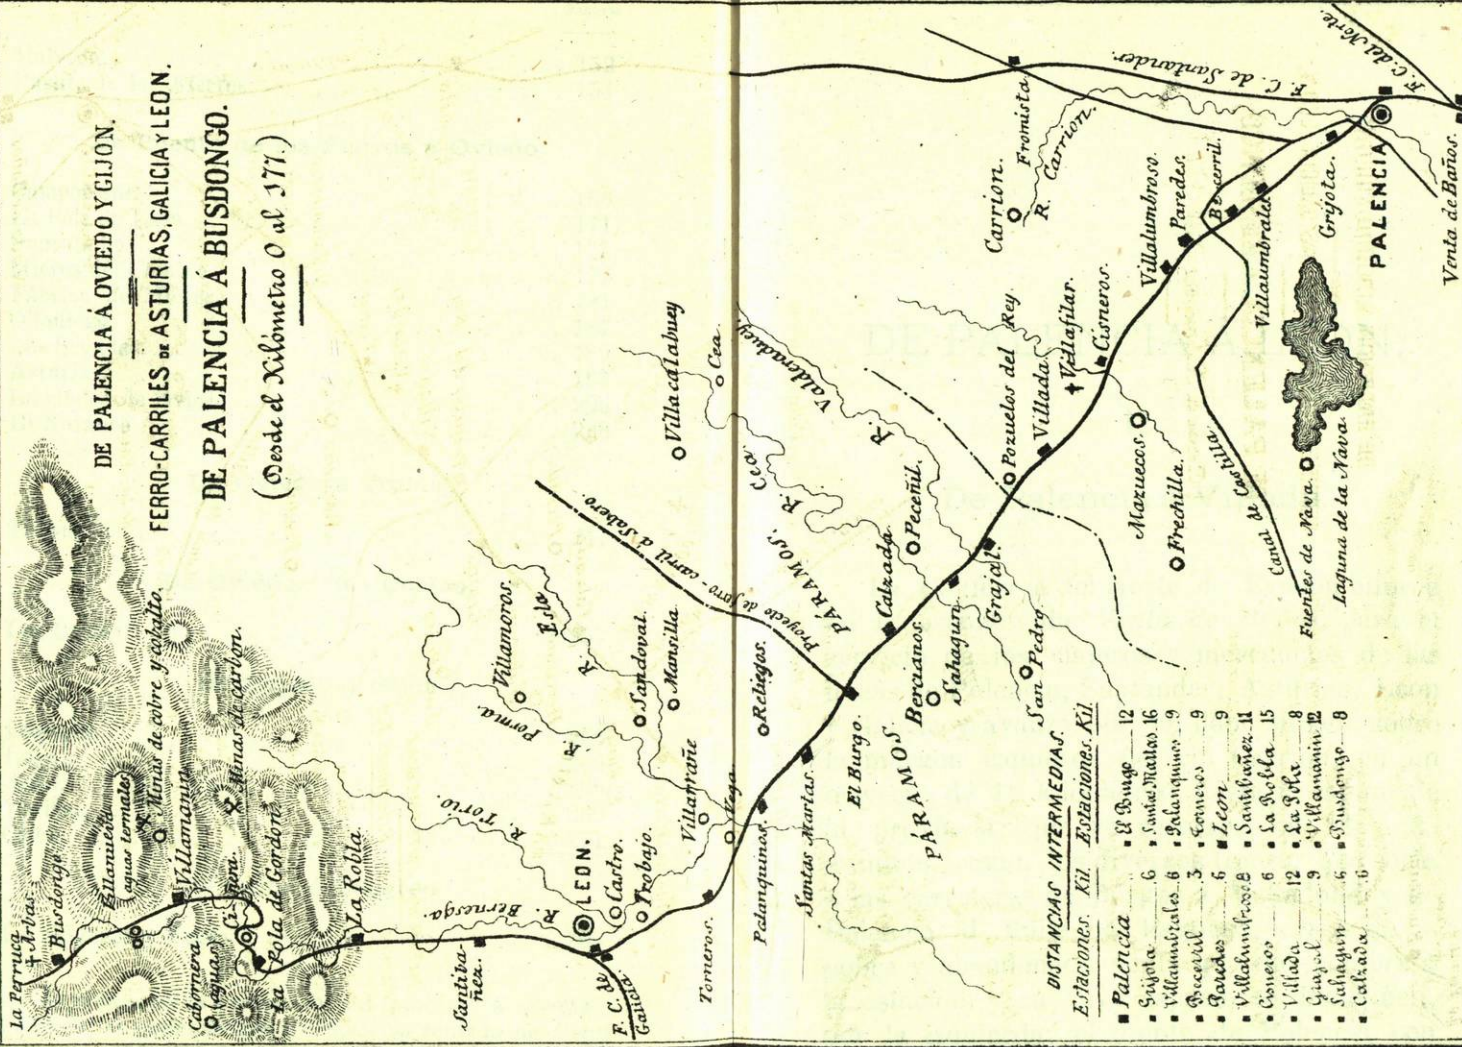 DE PALENCIA Á OVIEDO Y GIJON.
FERRO-CARRILES DE ASTURIAS, GALICIA Y LEON.
DE PALENCIA Á BUSDONGO.
(Desde el Kilómetro 0 al 177.)
La Perruca
Arbas
Busdongo
Villanueva
aguas termales
Minas de cobre y cobalto.
Villamanin
Minas de carbon.
Ciñera.
Cabornera
aguas
La Pola de Gordon
La Robla
R. Bernesga.
R. Torio.
Santiba-
ñez.
LEON.
Castro.
Trobajo.
F. C. de
Galicia.
Torneros.
Villarrañe
Vega.
Palanquinos.
R. Porma.
Villamoros.
R. Esla
Sandoval.
Mansilla
Reliegos.
Santas Marias.
El Burgo.
PÁRAMOS.
Proyecto de ferro-carril á Sabero.
PÁRAMOS.
Villacalabuey
Cea.
R. Cea.
R. Valderaduey.
Calzada
Peceñil.
Bercianos.
Sahagun.
Grajal.
San Pedro.
Pozuelos del Rey
Villada.
Villafilar.
Cisneros.
Mazuecos.
Frechilla.
Villalumbroso.
Paredes.
Becerril.
Villaumbrales
Canal de Castilla
Fuentes de Nava.
Laguna de la Nava.
Grijota.
PALENCIA
Venta de Baños.
Carrion.
R. Carrion.
Fromista
F. C. de Santander.
F. C. del Norte.
DISTANCIAS INTERMEDIAS.
Estaciones. Kil. Estaciones. Kil.
Palencia El Burgo 12
Grijota 6 Santas Martas 16
Villaumbrales 6 Palanquinos 9
Becerril 3 Torneros 9
Paredes 6 Leon 9
Villalumbroso 8 Santibañez 11
Cisneros 6 La Robla 15
Villada 12 La Pola 8
Grajal 9 Villamanin 12
Sahagun 6 Busdongo 8
Calzada 6